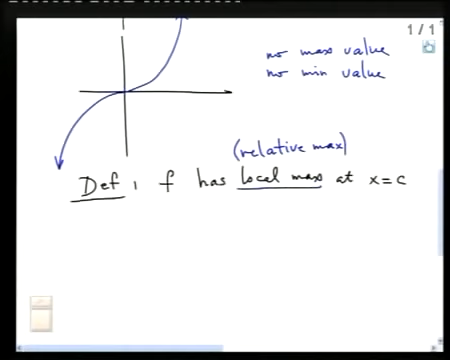 1 / 1
no max value
no min value
(relative max)
Def: f has local max at x=c